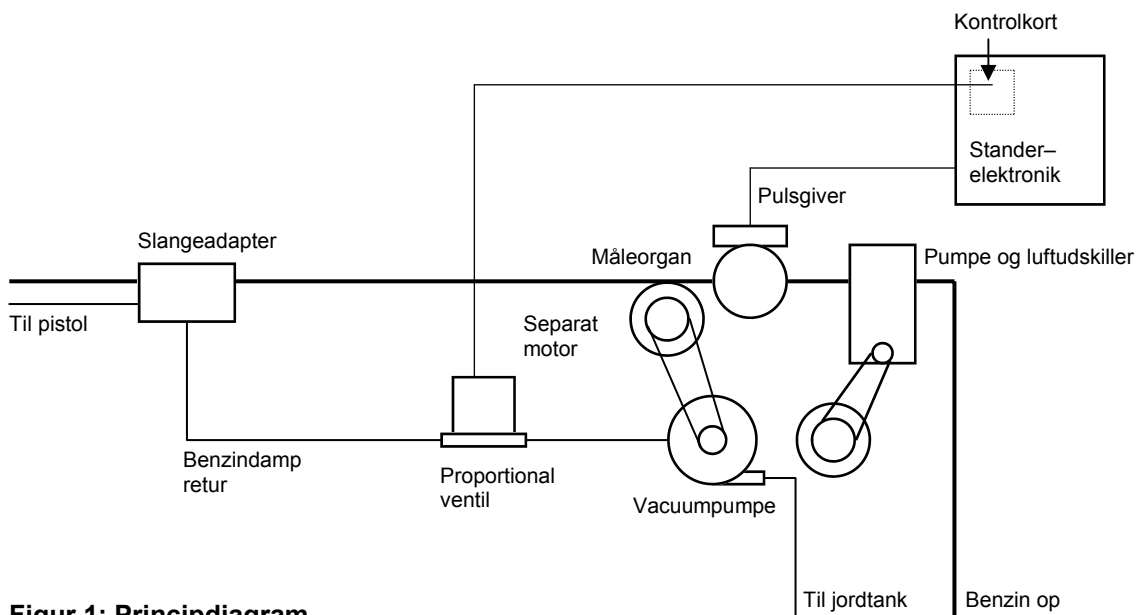 Kontrolkort
Stander–
elektronik
Pulsgiver
Slangeadapter
Måleorgan
Pumpe og luftudskiller
Til pistol
Separat
motor
Benzindamp
retur
Proportional
ventil
Vacuumpumpe
Til jordtank
Benzin op
Figur 1: Principdiagram